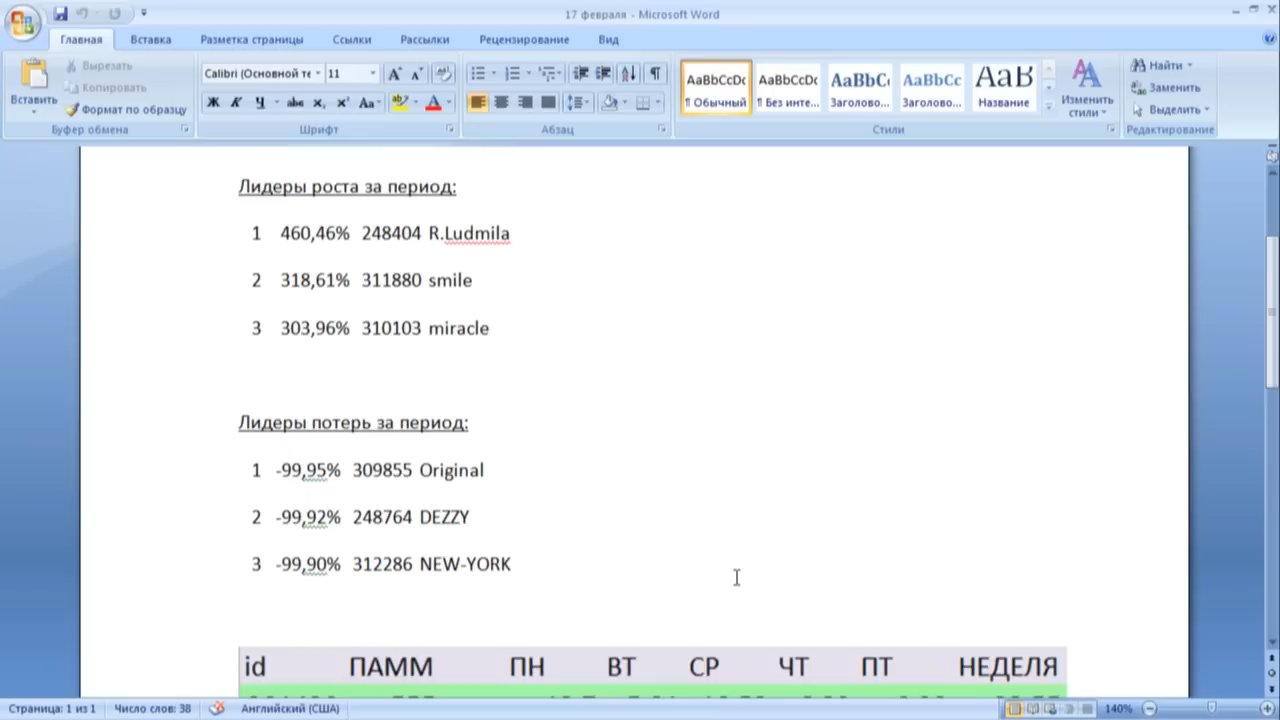 17 февраля - Microsoft Word
Главная Вставка Разметка страницы Ссылки Рассылки Рецензирование Вид
Вставить
Вырезать
Копировать
Формат по образцу
Буфер обмена
Calibri (Основной те 11
Ж К Ч abc x₂ x² Aa
Шрифт
Абзац
AaBbCcDc AaBbCcDc AaBbC AaBbCc AaB
¶ Обычный ¶ Без инте... Заголово... Заголово... Название
Изменить стили
Стили
Найти
Заменить
Выделить
Редактирование
Лидеры роста за период:
1 460,46% 248404 R.Ludmila
2 318,61% 311880 smile
3 303,96% 310103 miracle
Лидеры потерь за период:
1 -99,95% 309855 Original
2 -99,92% 248764 DEZZY
3 -99,90% 312286 NEW-YORK
id ПАММ ПН ВТ СР ЧТ ПТ НЕДЕЛЯ
Страница: 1 из 1 Число слов: 38 Английский (США) 140%